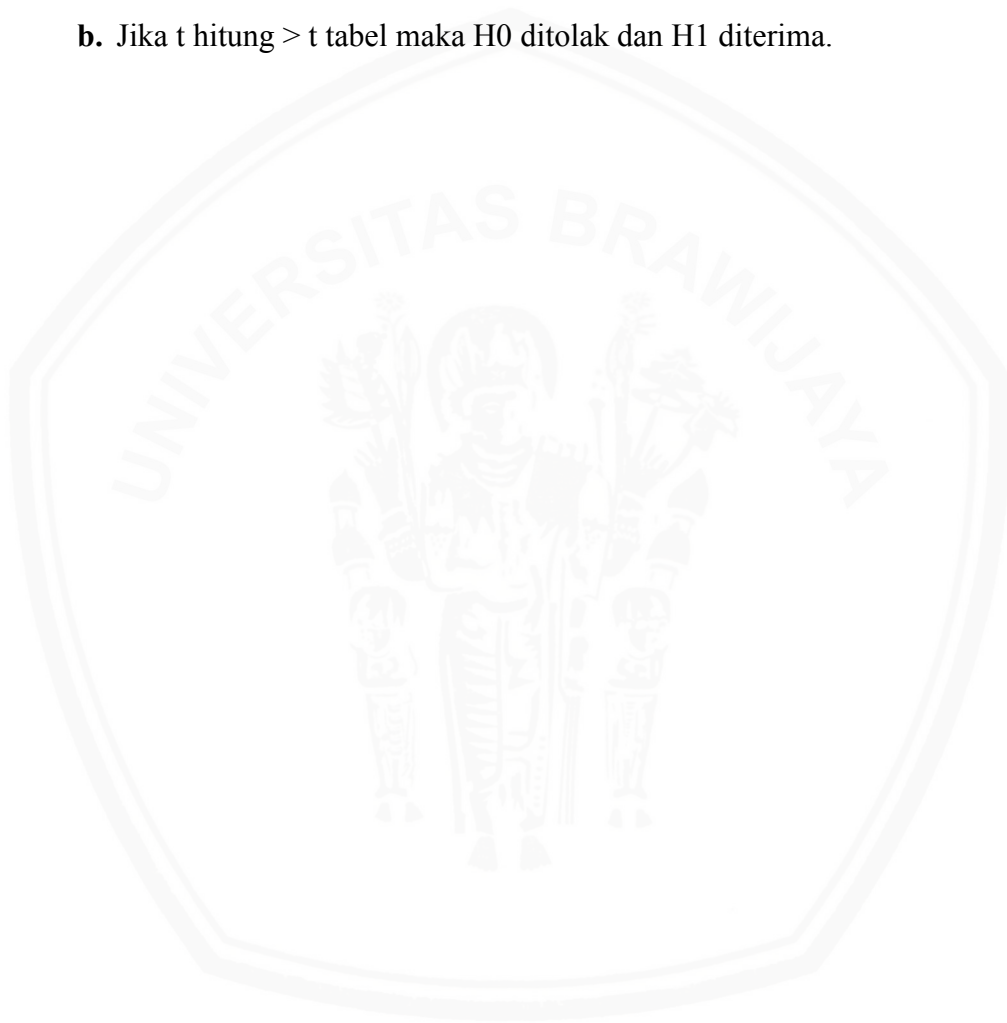 b. Jika t hitung > t tabel maka H0 ditolak dan H1 diterima.
UNIVERSITAS BRAWIJAYA